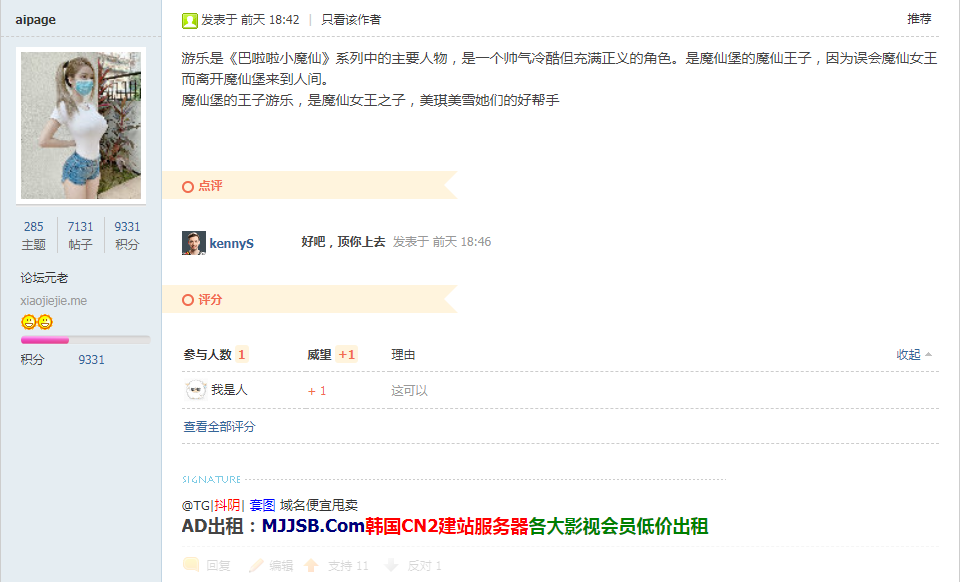 aipage
发表于 前天 18:42 | 只看该作者
推荐
游乐是《巴啦啦小魔仙》系列中的主要人物，是一个帅气冷酷但充满正义的角色。是魔仙堡的魔仙王子，因为误会魔仙女王
而离开魔仙堡来到人间。
魔仙堡的王子游乐，是魔仙女王之子，美琪美雪她们的好帮手
285 7131 9331
主题 帖子 积分
论坛元老
xiaojiejie.me
积分 9331
点评
kennyS 好吧，顶你上去 发表于 前天 18:46
评分
参与人数 1 威望 +1 理由 收起
我是人 + 1 这可以
查看全部评分
SIGNATURE
@TG|抖阴| 套图 域名便宜甩卖
AD出租：MJJSB.Com韩国CN2建站服务器各大影视会员低价出租
回复 编辑 支持 11 反对 1